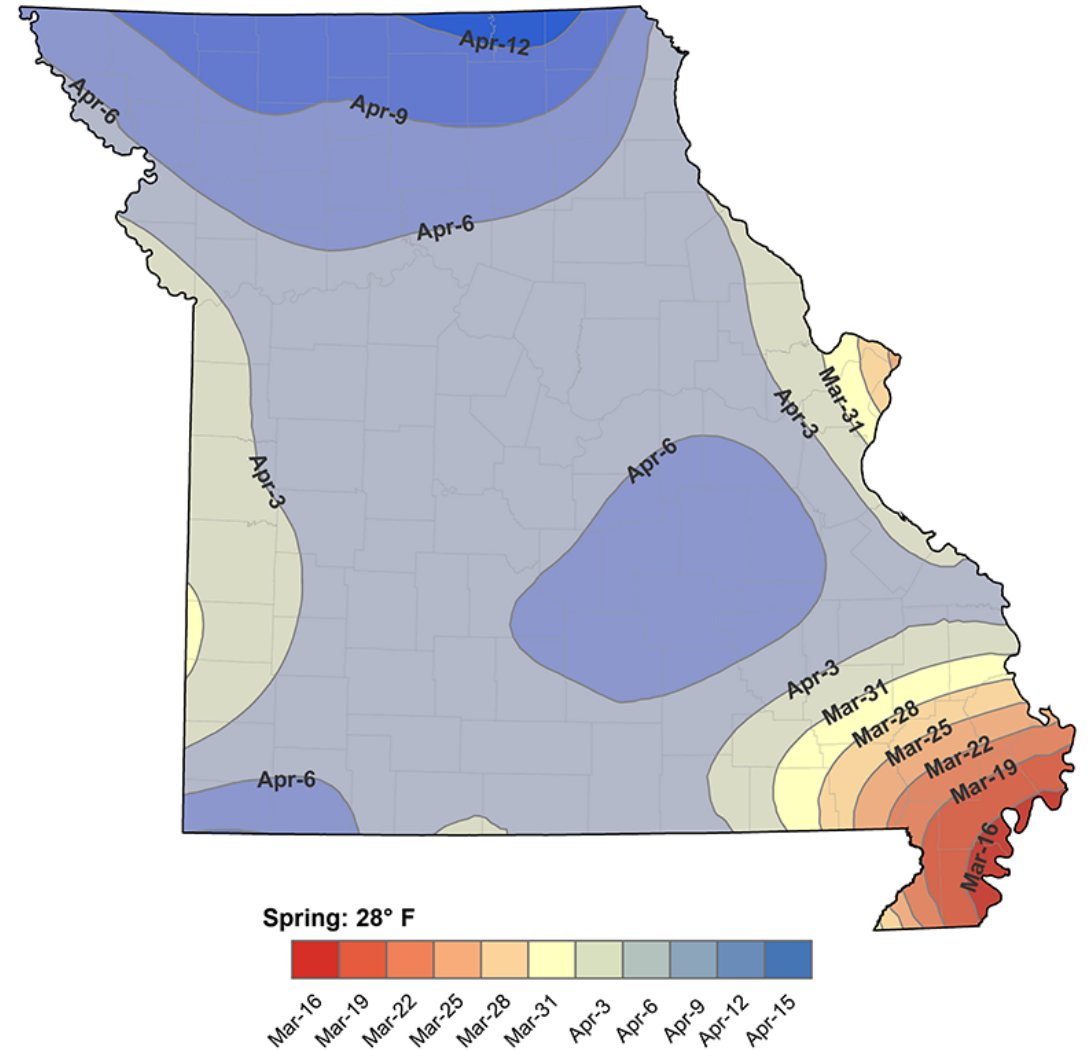 Apr-12
Apr-6
Apr-9
Apr-6
Mar-31
Apr-3
Apr-6
Apr-3
Apr-3
Mar-31
Mar-28
Mar-25
Mar-22
Mar-19
Apr-6
Mar-16
Spring: 28° F
Mar-16 Mar-19 Mar-22 Mar-25 Mar-28 Mar-31 Apr-3 Apr-6 Apr-9 Apr-12 Apr-15